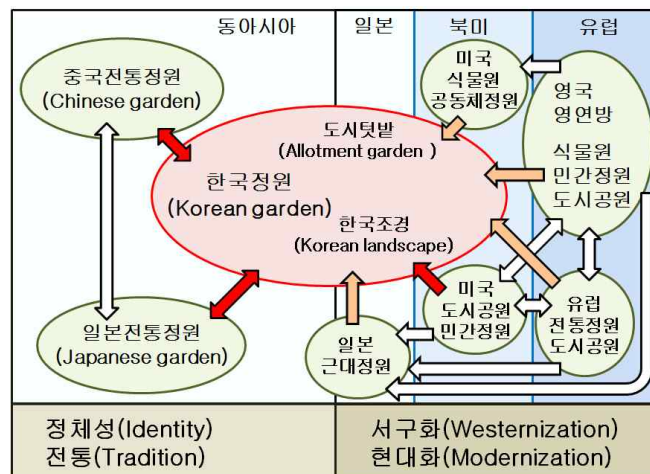 동아시아
일본
북미
유럽
중국전통정원
(Chinese garden)
미국
식물원
공동체정원
영국
영연방
식물원
민간정원
도시공원
도시텃밭
(Allotment garden )
한국정원
(Korean garden)
한국조경
(Korean landscape)
일본전통정원
(Japanese garden)
일본
근대정원
미국
도시공원
민간정원
유럽
전통정원
도시공원
정체성(Identity)
전통(Tradition)
서구화(Westernization)
현대화(Modernization)